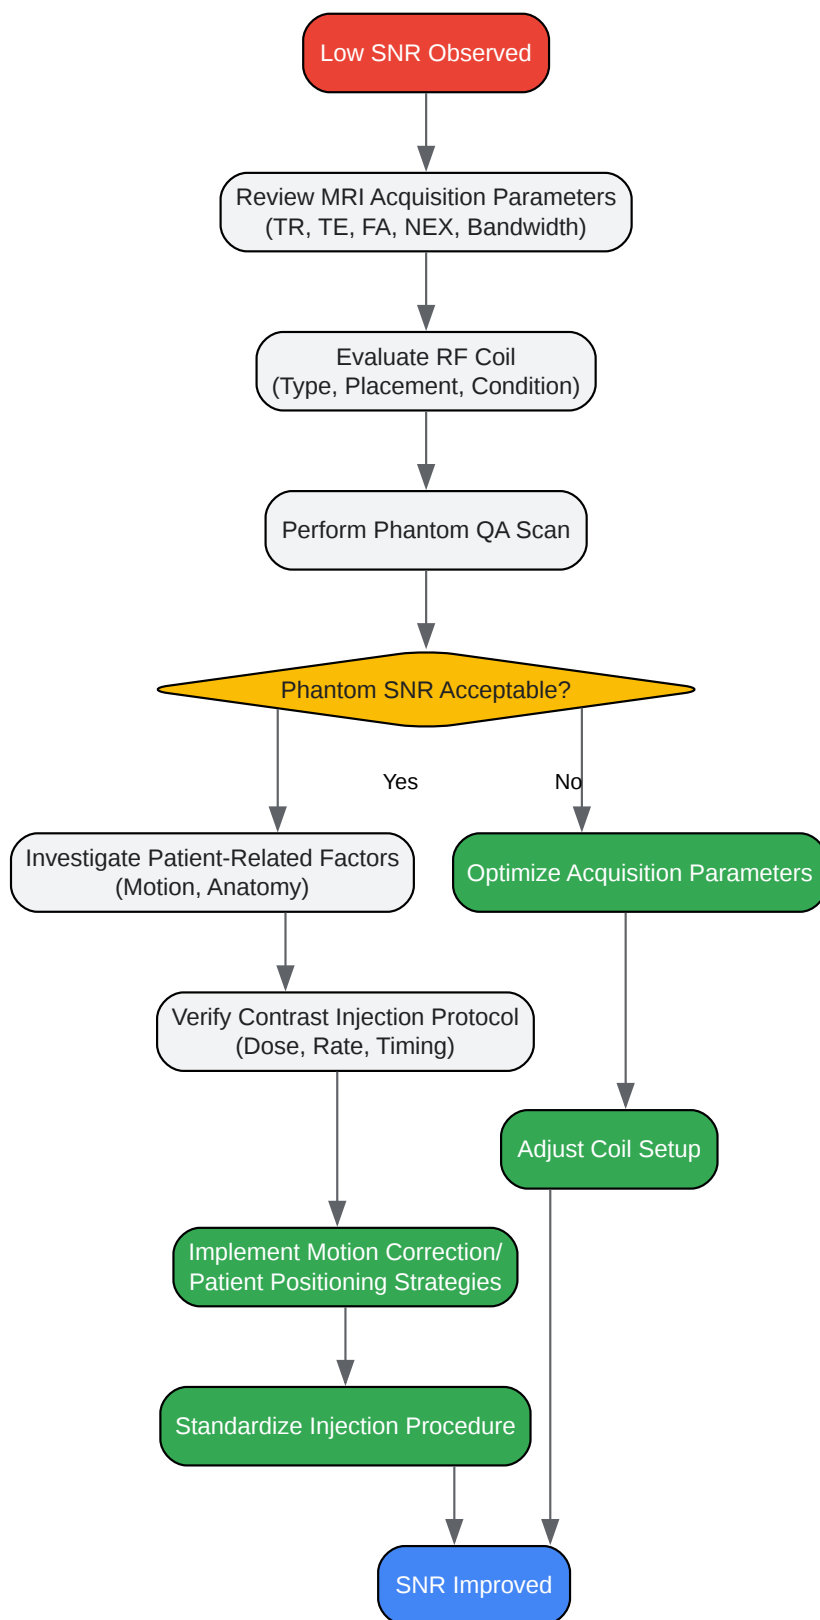 Low SNR Observed
Review MRI Acquisition Parameters
(TR, TE, FA, NEX, Bandwidth)
Evaluate RF Coil
(Type, Placement, Condition)
Perform Phantom QA Scan
Phantom SNR Acceptable?
Yes
No
Investigate Patient-Related Factors
(Motion, Anatomy)
Optimize Acquisition Parameters
Verify Contrast Injection Protocol
(Dose, Rate, Timing)
Adjust Coil Setup
Implement Motion Correction/
Patient Positioning Strategies
Standardize Injection Procedure
SNR Improved